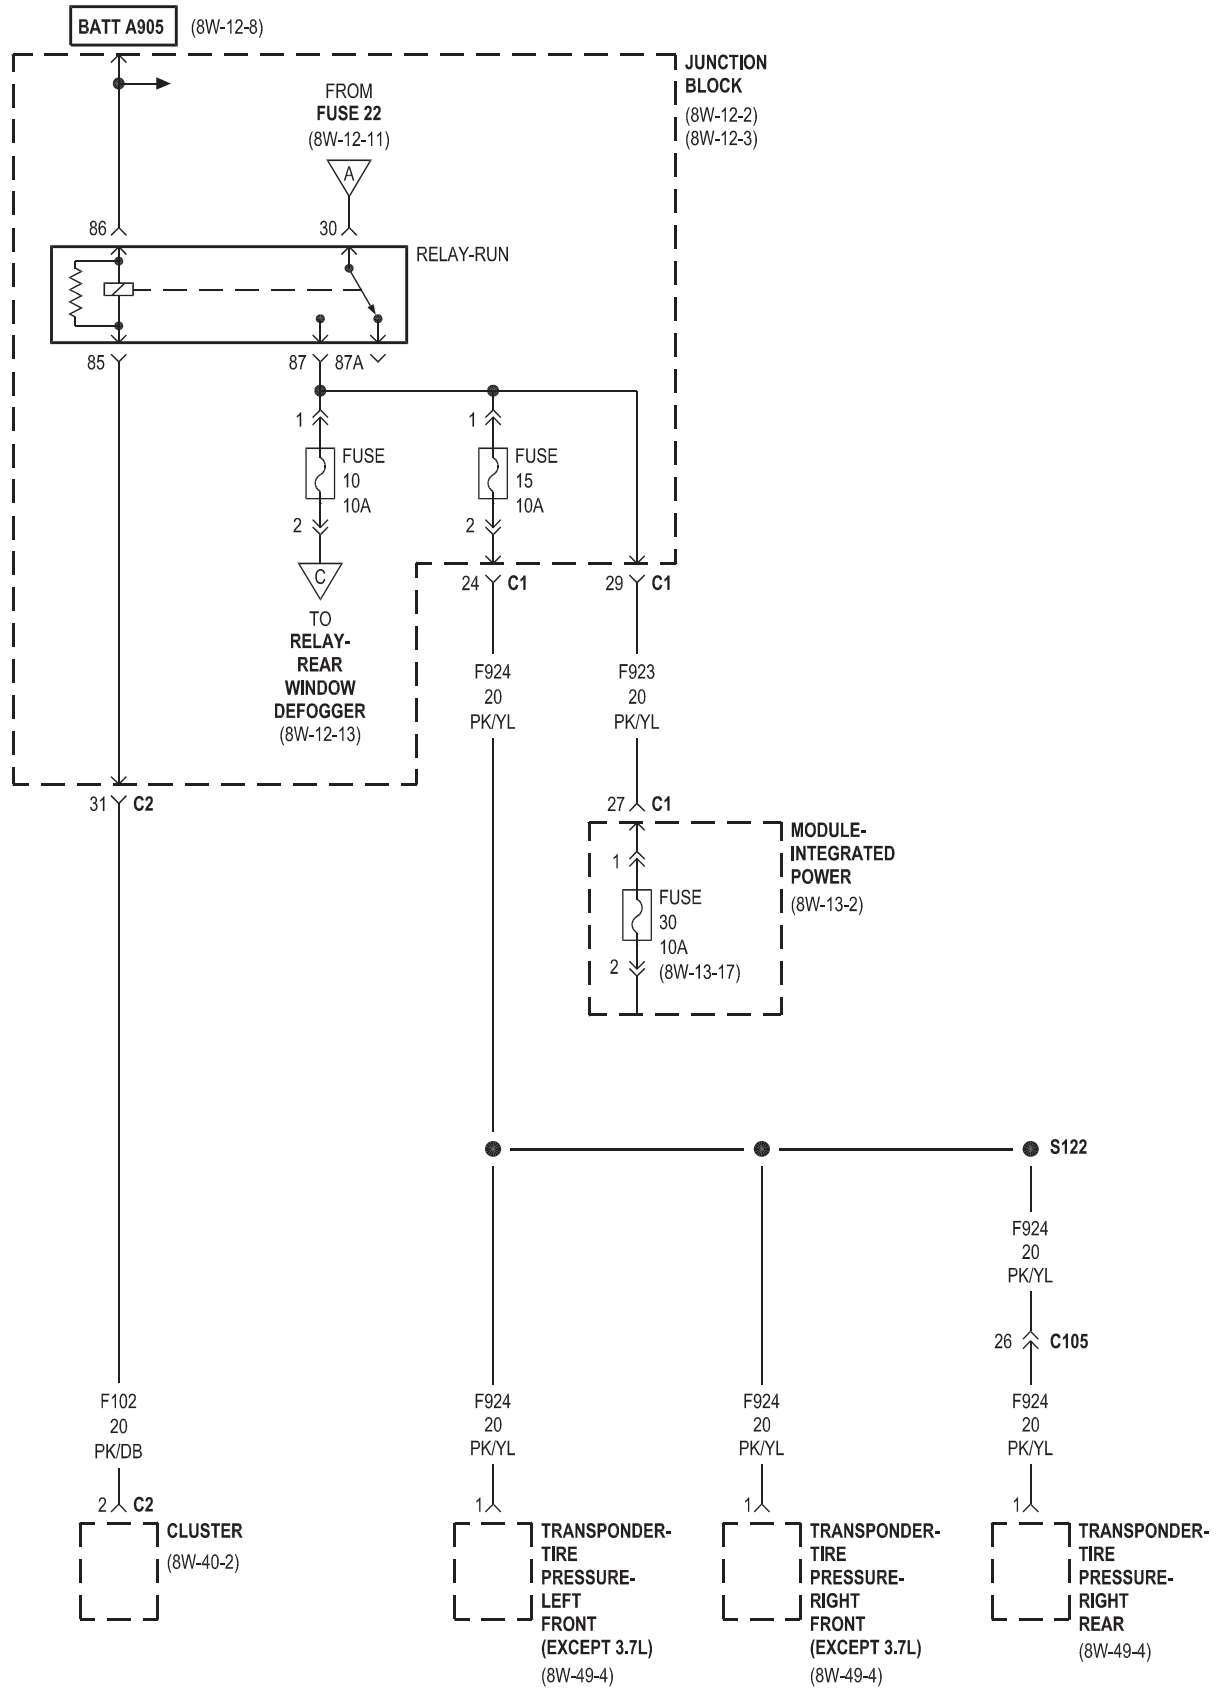 BATT A905 (8W-12-8)
JUNCTION
BLOCK
(8W-12-2)
(8W-12-3)
FROM
FUSE 22
(8W-12-11)
A
86
30
RELAY-RUN
85
87
87A
1
FUSE
10
10A
2
1
FUSE
15
10A
2
C
TO
RELAY-
REAR
WINDOW
DEFOGGER
(8W-12-13)
24 C1
29 C1
F924
20
PK/YL
F923
20
PK/YL
31 C2
27 C1
MODULE-
INTEGRATED
POWER
(8W-13-2)
1
FUSE
30
10A
(8W-13-17)
2
S122
F924
20
PK/YL
26 C105
F102
20
PK/DB
F924
20
PK/YL
F924
20
PK/YL
F924
20
PK/YL
2 C2
1
1
1
CLUSTER
(8W-40-2)
TRANSPONDER-
TIRE
PRESSURE-
LEFT
FRONT
(EXCEPT 3.7L)
(8W-49-4)
TRANSPONDER-
TIRE
PRESSURE-
RIGHT
FRONT
(EXCEPT 3.7L)
(8W-49-4)
TRANSPONDER-
TIRE
PRESSURE-
RIGHT
REAR
(8W-49-4)